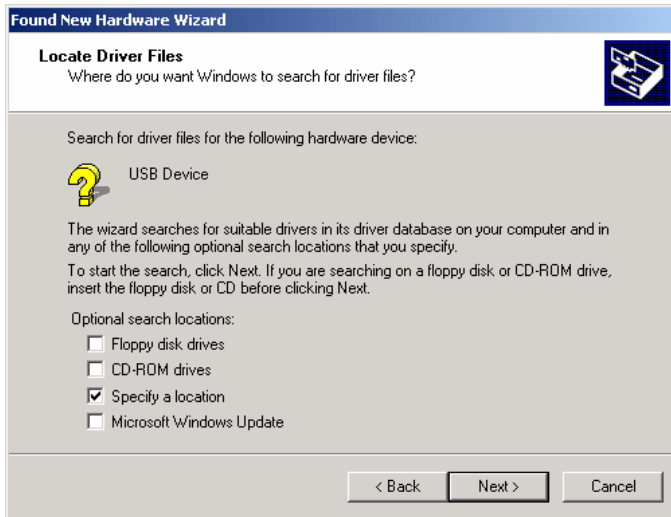 Found New Hardware Wizard
Locate Driver Files
Where do you want Windows to search for driver files?
Search for driver files for the following hardware device:
USB Device
The wizard searches for suitable drivers in its driver database on your computer and in
any of the following optional search locations that you specify.
To start the search, click Next. If you are searching on a floppy disk or CD-ROM drive,
insert the floppy disk or CD before clicking Next.
Optional search locations:
Floppy disk drives
CD-ROM drives
Specify a location
Microsoft Windows Update
< Back
Next >
Cancel